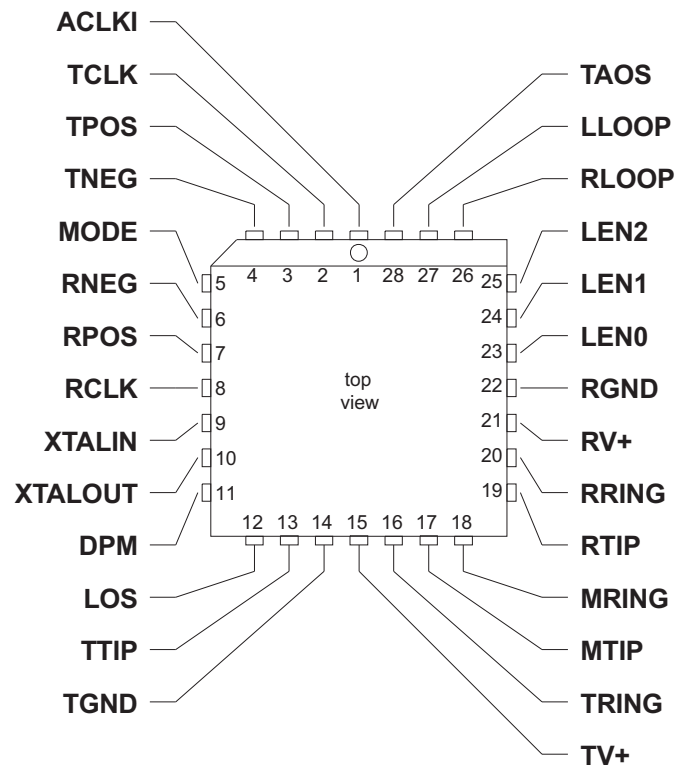 ACLKI
TCLK
TPOS
TNEG
MODE
RNEG
RPOS
RCLK
XTALIN
XTALOUT
DPM
LOS
TTIP
TGND
4 3 2 1 28 27 26
5
6
7
8
9
10
11
top
view
25
24
23
22
21
20
19
12 13 14 15 16 17 18
TAOS
LLOOP
RLOOP
LEN2
LEN1
LEN0
RGND
RV+
RRING
RTIP
MRING
MTIP
TRING
TV+